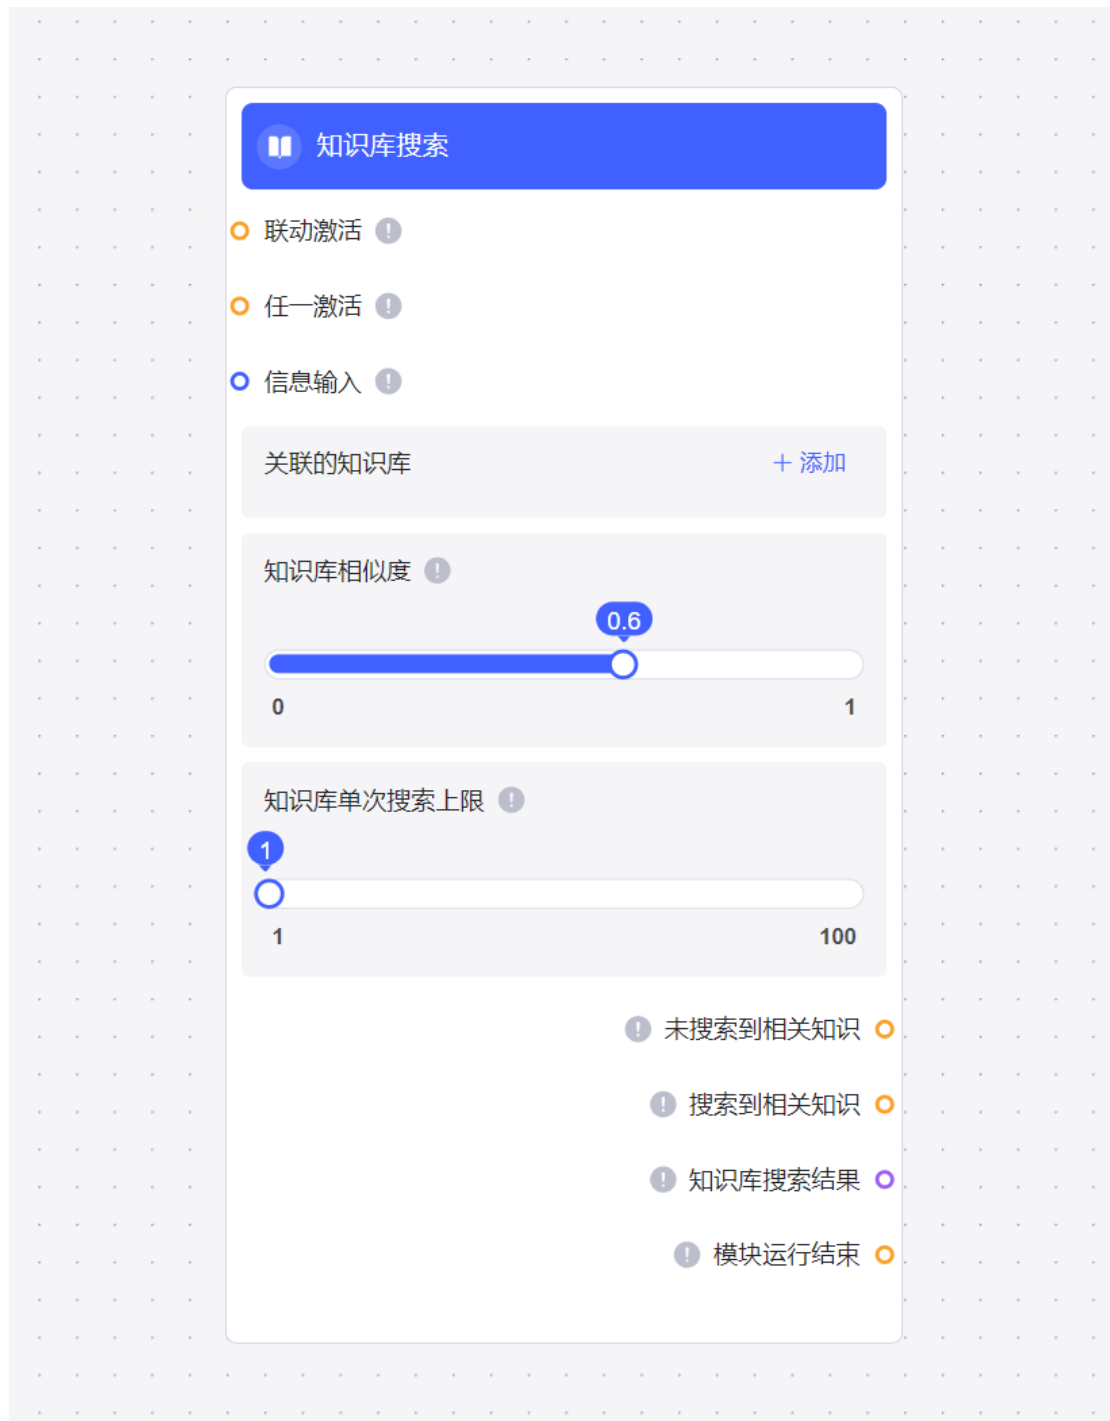 知识库搜索
联动激活
任一激活
信息输入
关联的知识库 + 添加
知识库相似度
0.6
0 1
知识库单次搜索上限
1
1 100
未搜索到相关知识
搜索到相关知识
知识库搜索结果
模块运行结束